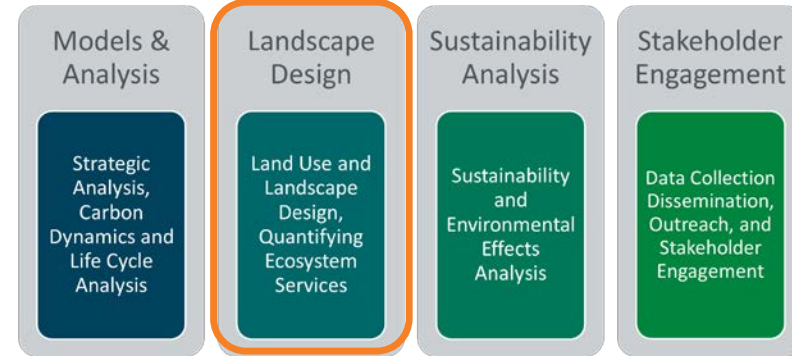 Models &
Analysis
Strategic
Analysis,
Carbon
Dynamics and
Life Cycle
Analysis
Landscape
Design
Land Use and
Landscape
Design,
Quantifying
Ecosystem
Services
Sustainability
Analysis
Sustainability
and
Environmental
Effects
Analysis
Stakeholder
Engagement
Data Collection
Dissemination,
Outreach, and
Stakeholder
Engagement